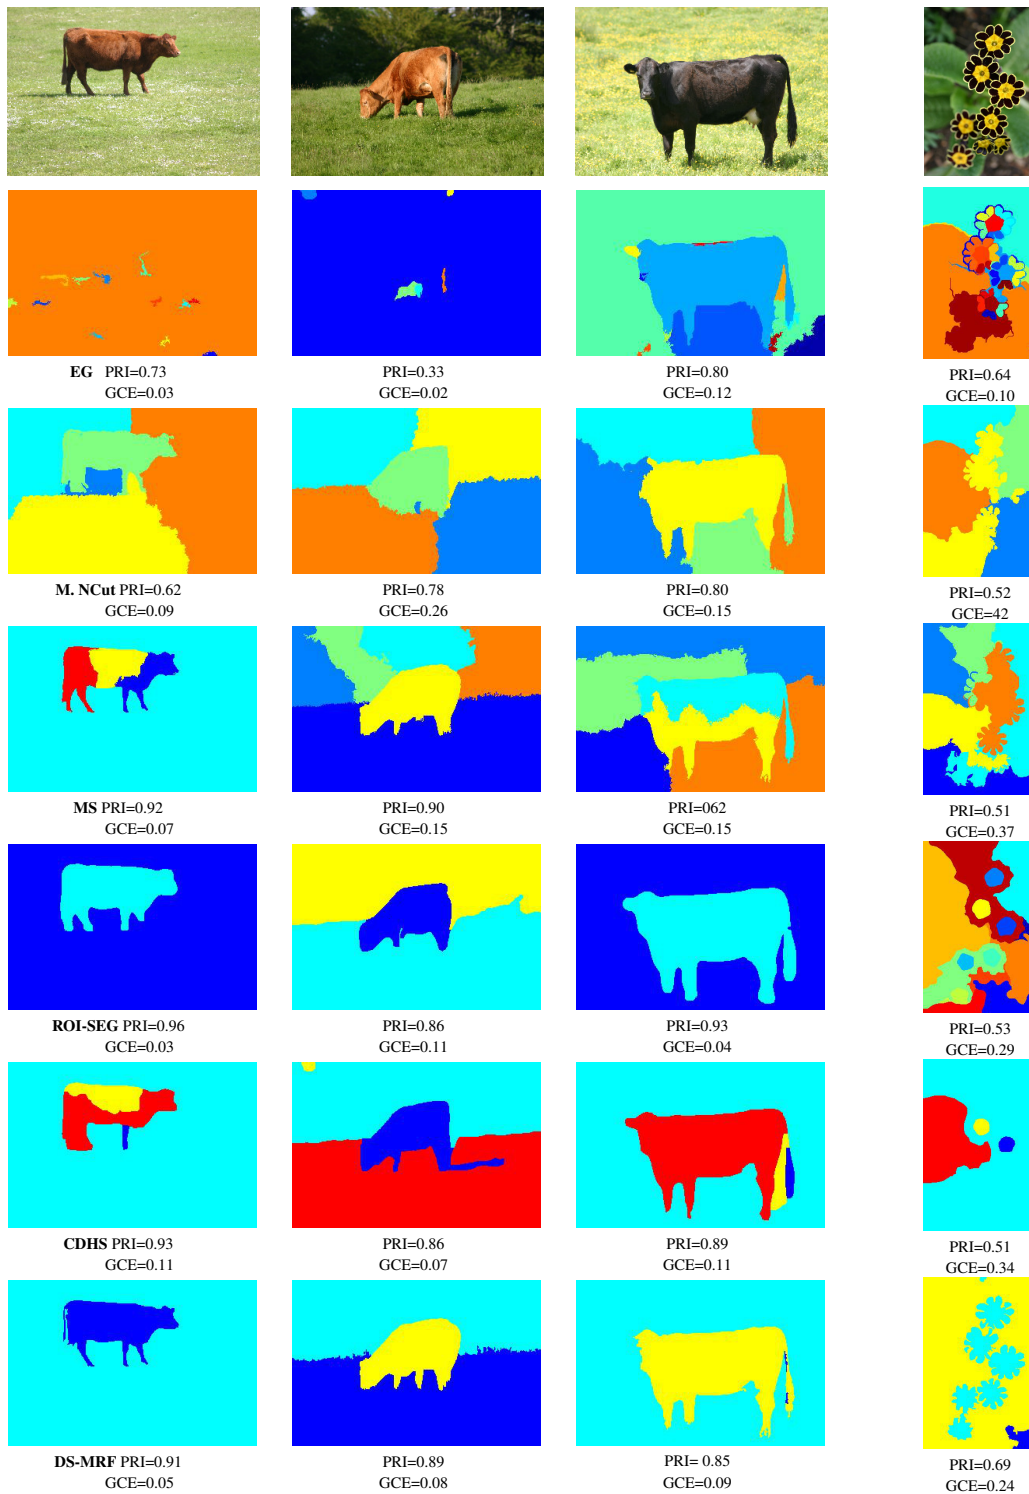 EG PRI=0.73 PRI=0.33 PRI=0.80 PRI=0.64
GCE=0.03 GCE=0.02 GCE=0.12 GCE=0.10
M. NCut PRI=0.62 PRI=0.78 PRI=0.80 PRI=0.52
GCE=0.09 GCE=0.26 GCE=0.15 GCE=42
MS PRI=0.92 PRI=0.90 PRI=062 PRI=0.51
GCE=0.07 GCE=0.15 GCE=0.15 GCE=0.37
ROI-SEG PRI=0.96 PRI=0.86 PRI=0.93 PRI=0.53
GCE=0.03 GCE=0.11 GCE=0.04 GCE=0.29
CDHS PRI=0.93 PRI=0.86 PRI=0.89 PRI=0.51
GCE=0.11 GCE=0.07 GCE=0.11 GCE=0.34
DS-MRF PRI=0.91 PRI=0.89 PRI= 0.85 PRI=0.69
GCE=0.05 GCE=0.08 GCE=0.09 GCE=0.24